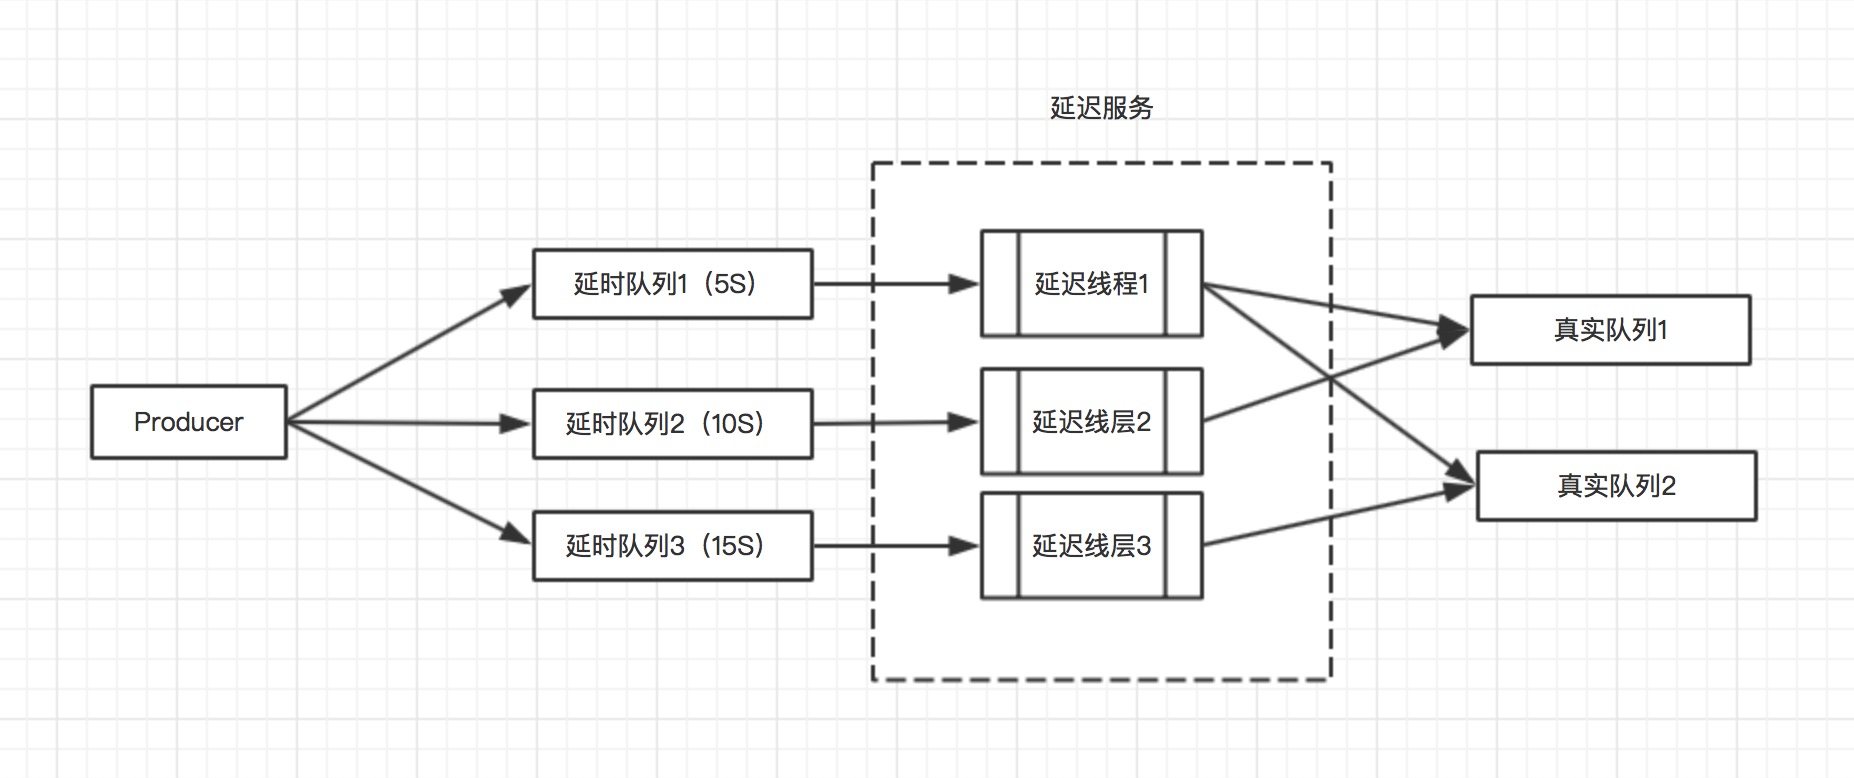 延迟服务
延时队列1（5S）
延迟线程1
真实队列1
Producer
延时队列2（10S）
延迟线层2
真实队列2
延时队列3（15S）
延迟线层3